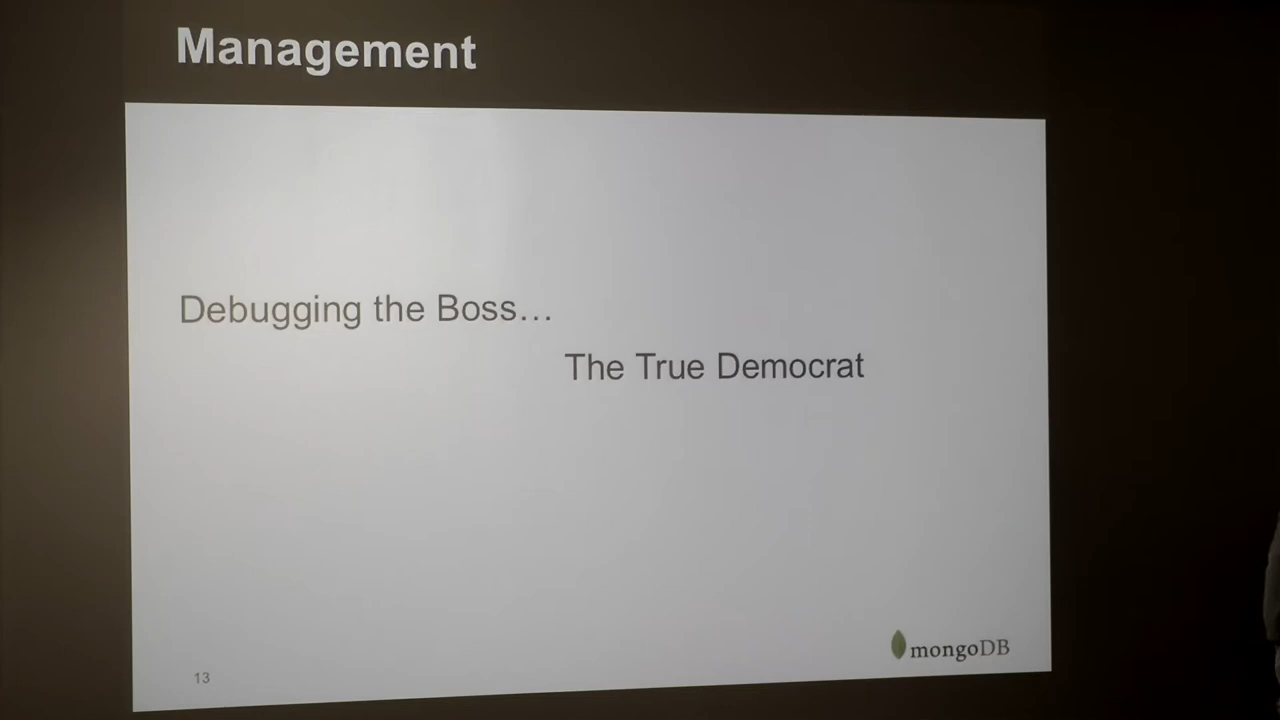 Management
Debugging the Boss…
The True Democrat
13
mongoDB